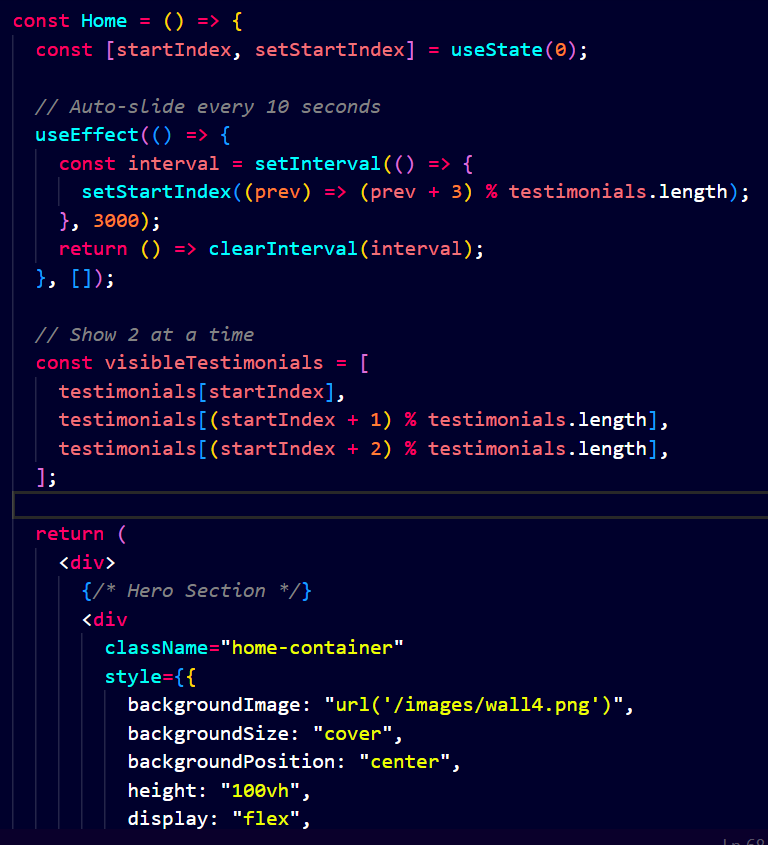 const Home = () => {
const [startIndex, setStartIndex] = useState(0);
// Auto-slide every 10 seconds
useEffect(() => {
const interval = setInterval(() => {
setStartIndex((prev) => (prev + 3) % testimonials.length);
}, 3000);
return () => clearInterval(interval);
}, []);
// Show 2 at a time
const visibleTestimonials = [
testimonials[startIndex],
testimonials[(startIndex + 1) % testimonials.length],
testimonials[(startIndex + 2) % testimonials.length],
];
return (
<div>
{/* Hero Section */}
<div
className="home-container"
style={{
backgroundImage: "url('/images/wall4.png')",
backgroundSize: "cover",
backgroundPosition: "center",
height: "100vh",
display: "flex",